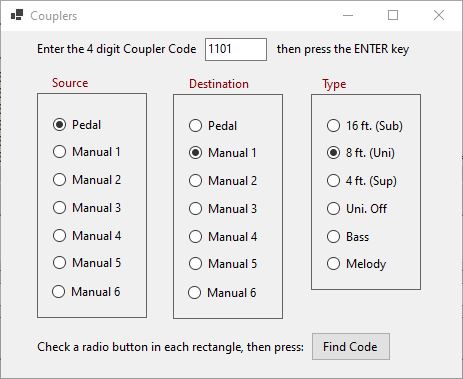 Couplers
Enter the 4 digit Coupler Code 1101 then press the ENTER key
Source Destination Type
Pedal Pedal 16 ft. (Sub)
Manual 1 Manual 1 8 ft. (Uni)
Manual 2 Manual 2 4 ft. (Sup)
Manual 3 Manual 3 Uni. Off
Manual 4 Manual 4 Bass
Manual 5 Manual 5 Melody
Manual 6 Manual 6
Check a radio button in each rectangle, then press: Find Code